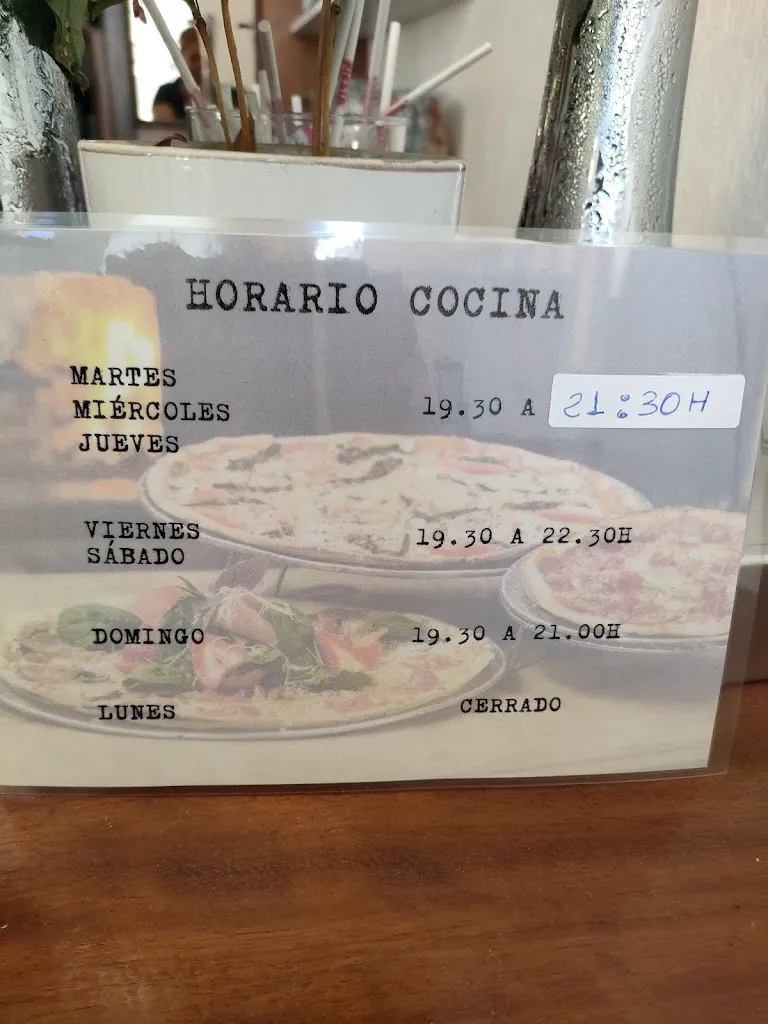 HORARIO COCINA
MARTES
MIÉRCOLES 19.30 A 21:30H
JUEVES
VIERNES 19.30 A 22.30H
SÁBADO
DOMINGO 19.30 A 21.00H
LUNES CERRADO